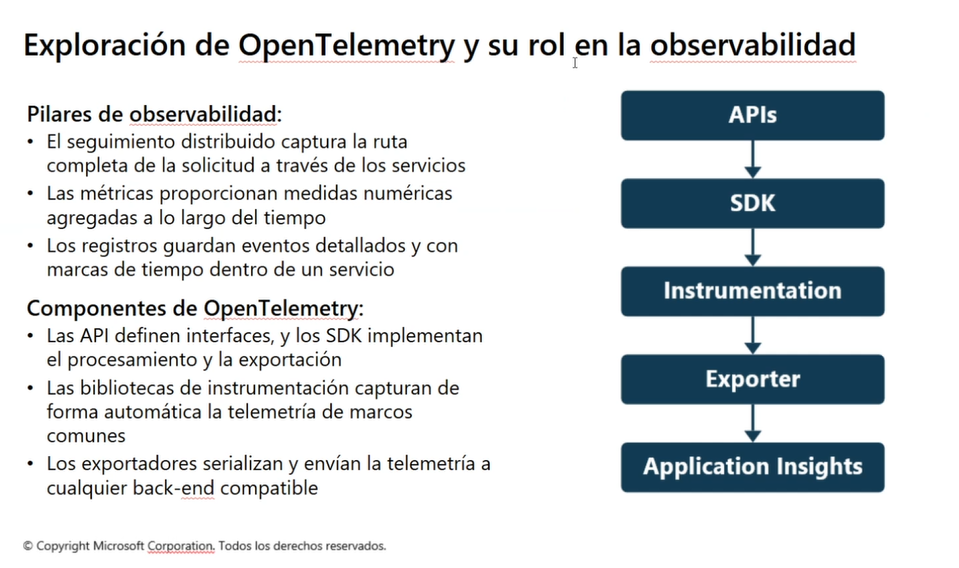 Exploración de OpenTelemetry y su rol en la observabilidad
Pilares de observabilidad:
• El seguimiento distribuido captura la ruta
completa de la solicitud a través de los servicios
• Las métricas proporcionan medidas numéricas
agregadas a lo largo del tiempo
• Los registros guardan eventos detallados y con
marcas de tiempo dentro de un servicio
Componentes de OpenTelemetry:
• Las API definen interfaces, y los SDK implementan
el procesamiento y la exportación
• Las bibliotecas de instrumentación capturan de
forma automática la telemetría de marcos
comunes
• Los exportadores serializan y envían la telemetría a
cualquier back-end compatible
APIs
SDK
Instrumentation
Exporter
Application Insights
© Copyright Microsoft Corporation. Todos los derechos reservados.